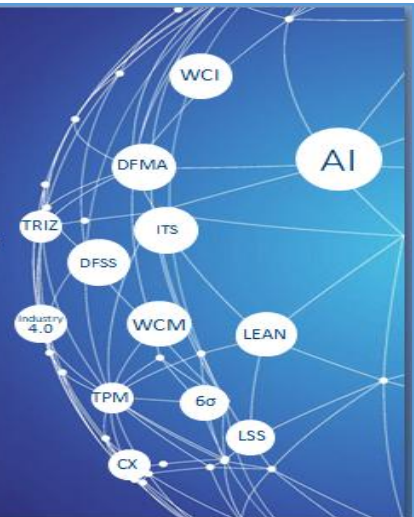 WCI
AI
DFMA
TRIZ
ITS
DFSS
Industry
4.0
WCM
LEAN
TPM
6σ
LSS
CX